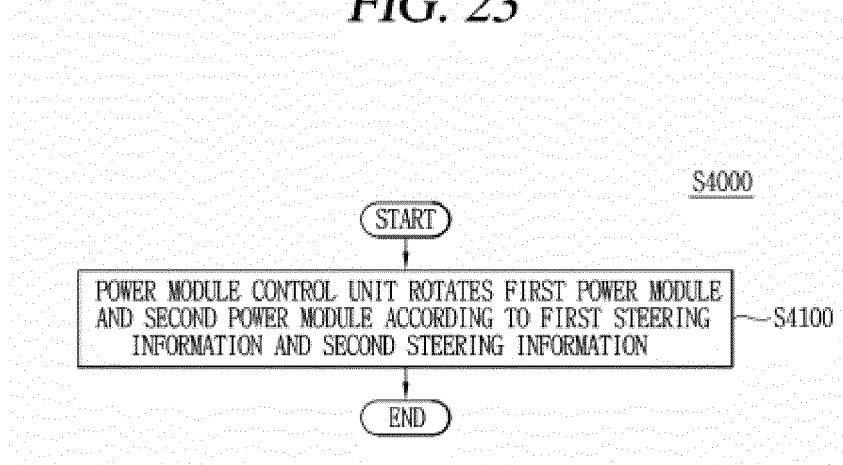 FIG. 23
S4000
START
POWER MODULE CONTROL UNIT ROTATES FIRST POWER MODULE
AND SECOND POWER MODULE ACCORDING TO FIRST STEERING
INFORMATION AND SECOND STEERING INFORMATION
S4100
END